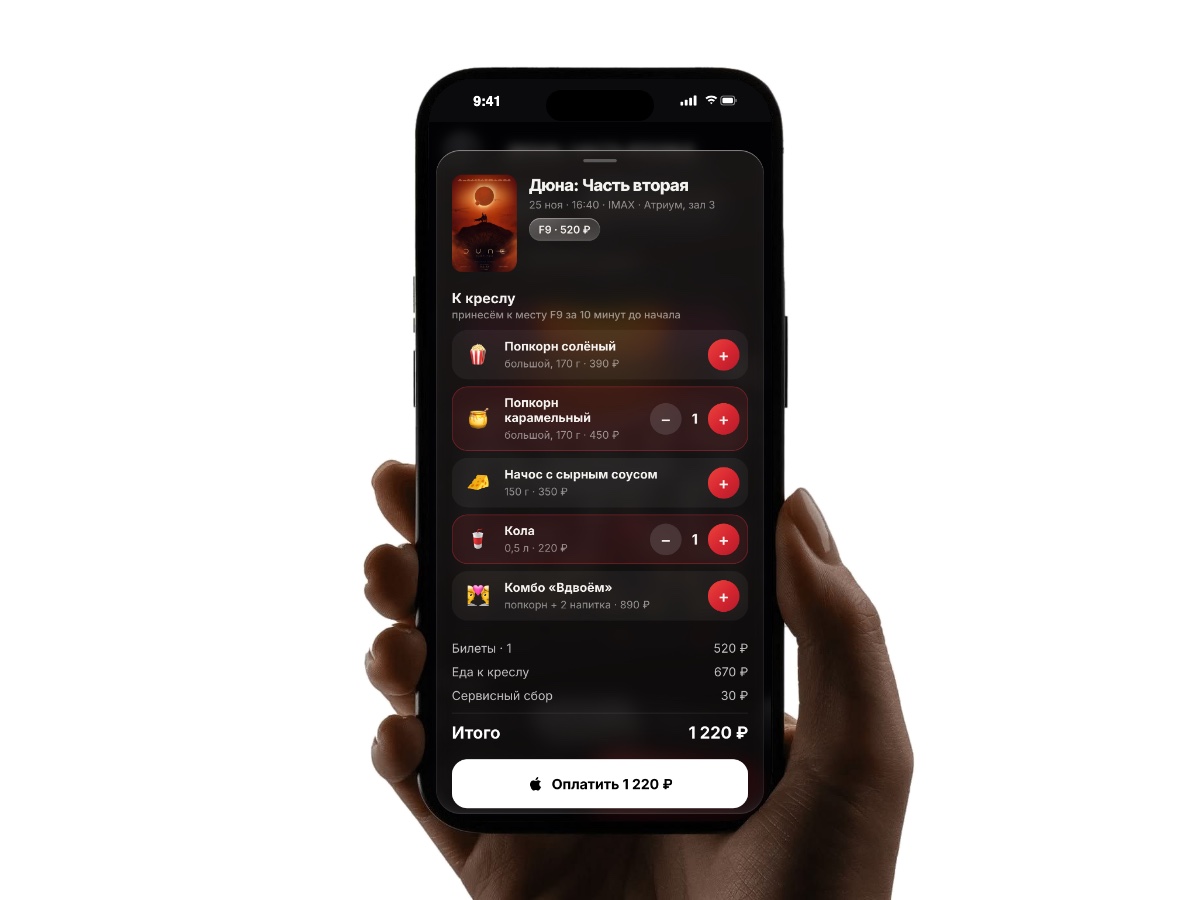 9:41
Дюна: Часть вторая
25 ноя · 16:40 · IMAX · Атриум, зал 3
F9 · 520 ₽
DUNE
К креслу
принесём к месту F9 за 10 минут до начала
Попкорн солёный
большой, 170 г · 390 ₽
+
Попкорн
карамельный
большой, 170 г · 450 ₽
− 1 +
Начос с сырным соусом
150 г · 350 ₽
+
Кола
0,5 л · 220 ₽
− 1 +
Комбо «Вдвоём»
попкорн + 2 напитка · 890 ₽
+
Билеты · 1 520 ₽
Еда к креслу 670 ₽
Сервисный сбор 30 ₽
Итого 1 220 ₽
Оплатить 1 220 ₽